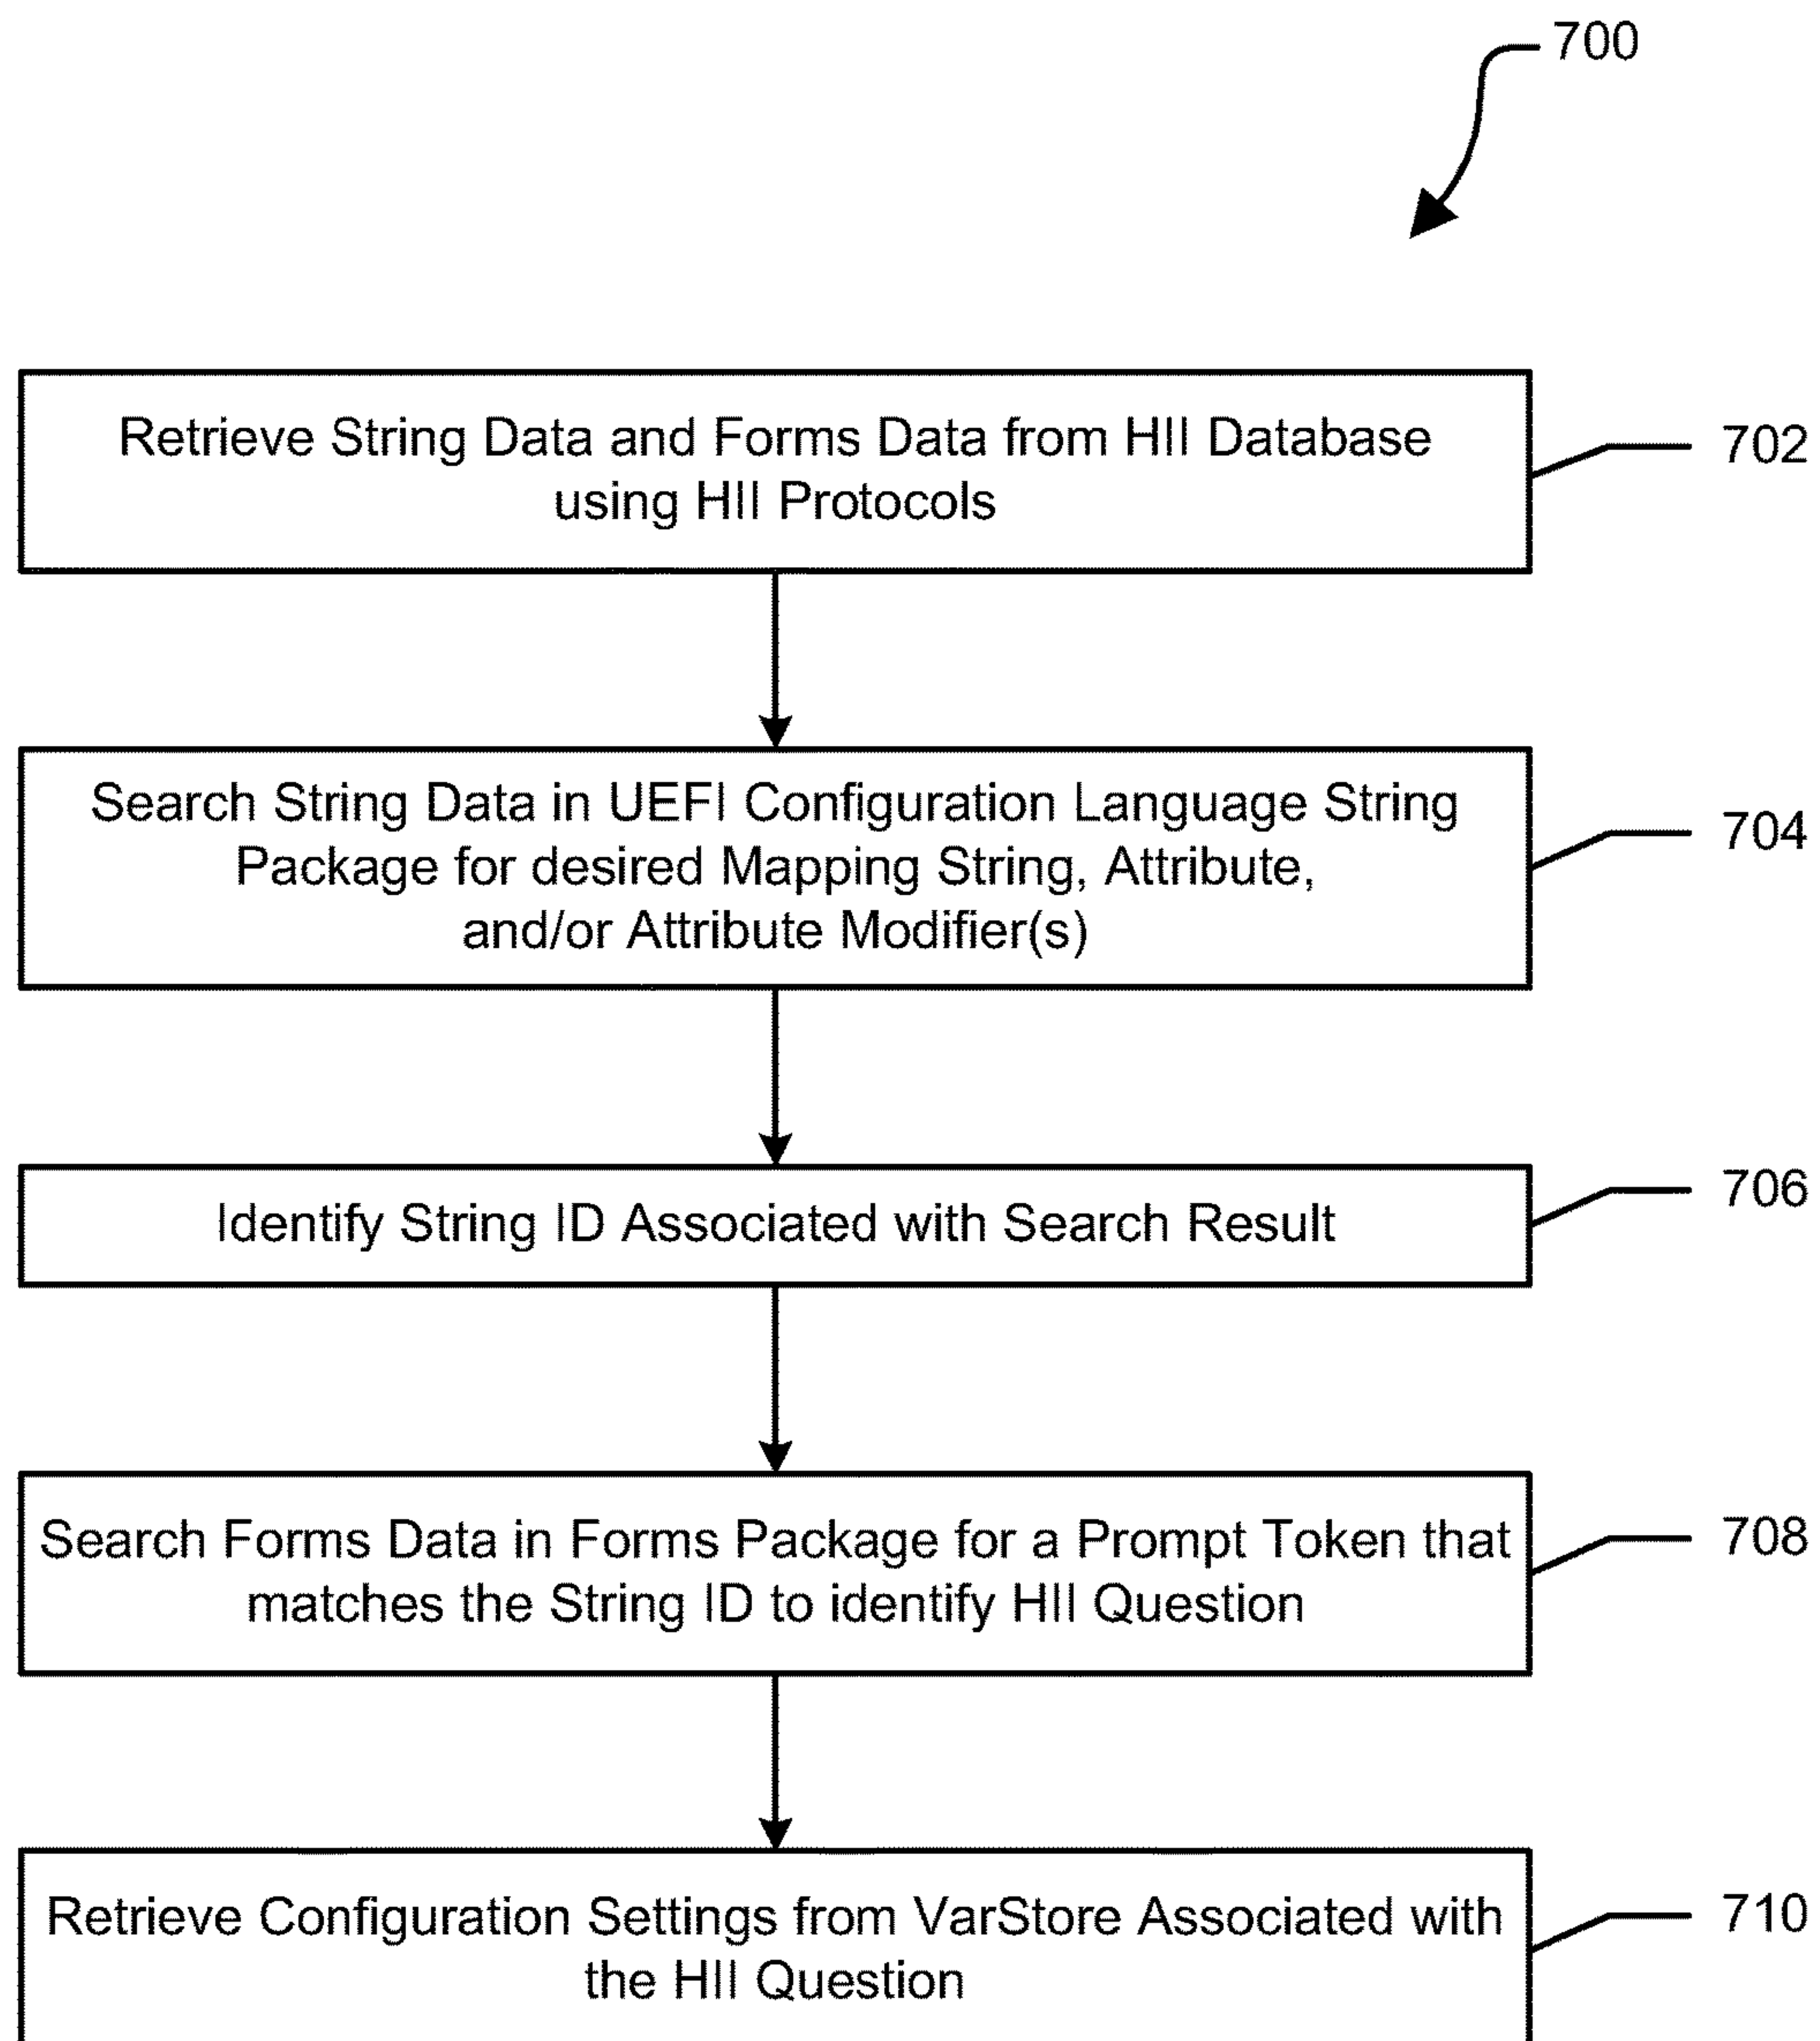 700
Retrieve String Data and Forms Data from HII Database
using HII Protocols
702
Search String Data in UEFI Configuration Language String
Package for desired Mapping String, Attribute,
and/or Attribute Modifier(s)
704
Identify String ID Associated with Search Result
706
Search Forms Data in Forms Package for a Prompt Token that
matches the String ID to identify HII Question
708
Retrieve Configuration Settings from VarStore Associated with
the HII Question
710